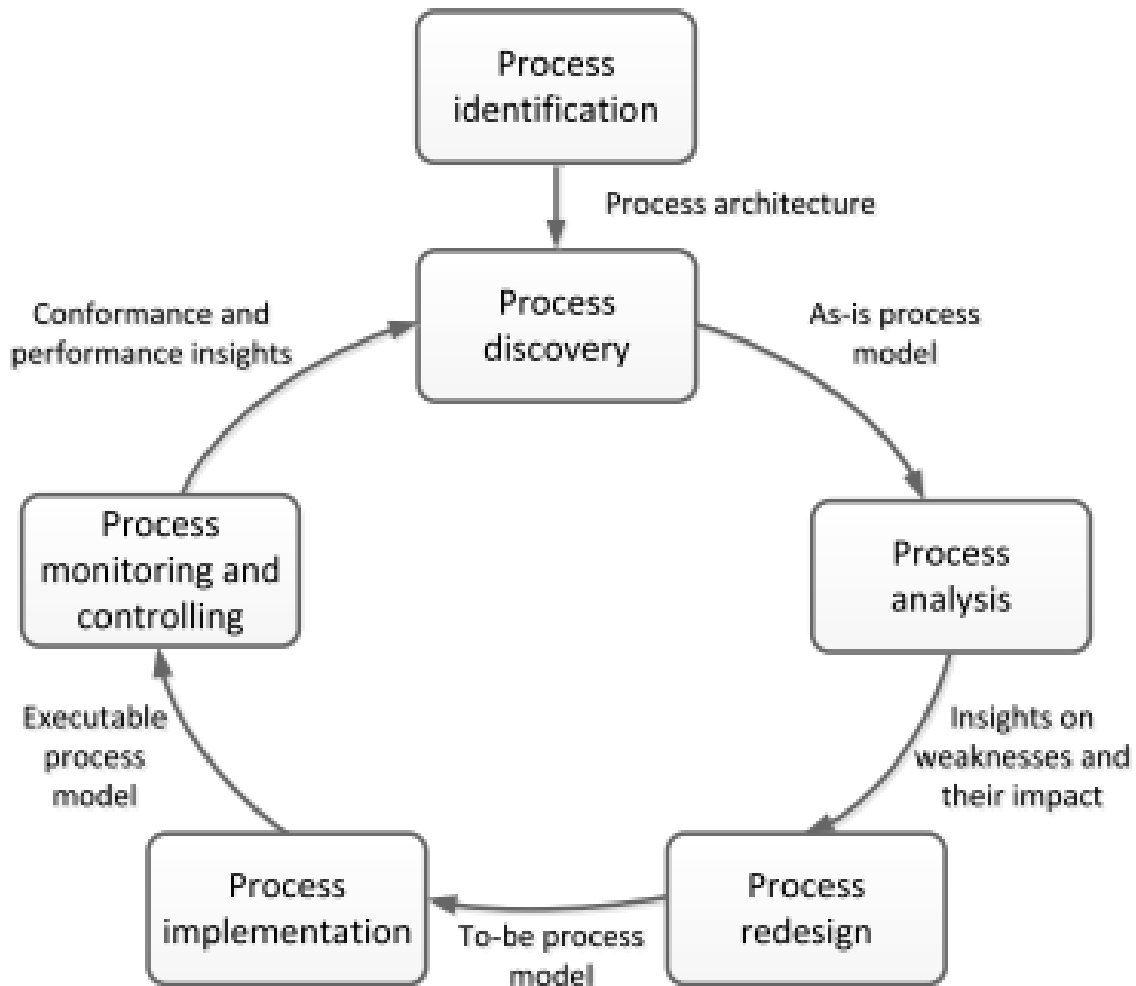 Process
identification
Process architecture
Process
discovery
Conformance and
performance insights
As-is process
model
Process
monitoring and
controlling
Process
analysis
Executable
process
model
Insights on
weaknesses and
their impact
Process
implementation
To-be process
model
Process
redesign